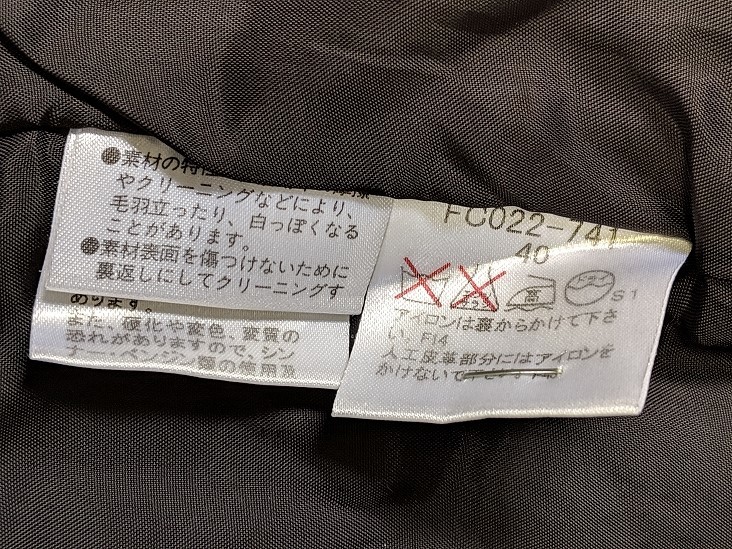 ●素材の特性
やクリーニングなどにより、
毛羽立ったり、白っぽくなる
ことがあります。
●素材表面を傷つけないために
裏返しにしてクリーニングす
あります。
また、硬化や変色、変質の
恐れがありますので、シン
ナー・ベンジン類の使用及
FC022-741
40
高
S1
アイロンは裏からかけて下さ
い。F14
人工皮革部分にはアイロンを
かけないで